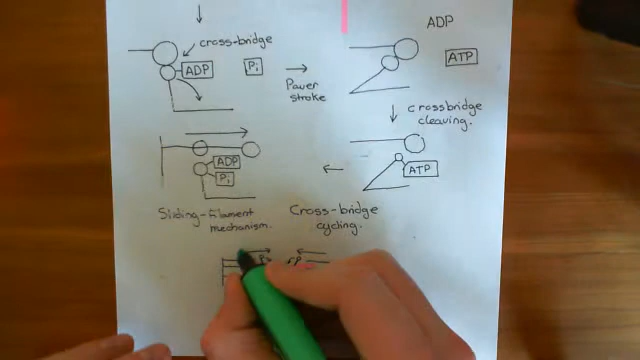 cross-bridge
ADP
Pi
Power
stroke
ADP
ATP
crossbridge
cleaving.
ADP
Pi
ATP
Sliding-filament
mechanism.
Cross-bridge
cycling.